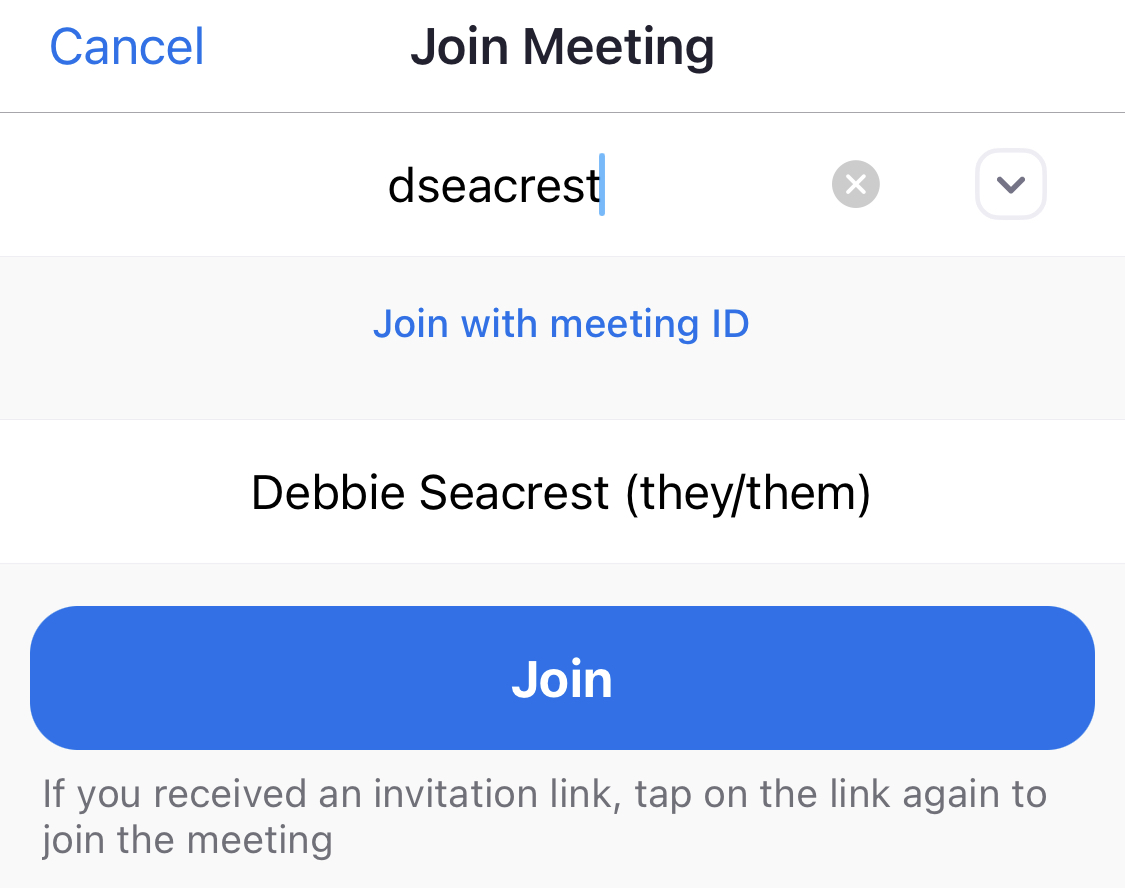 Cancel Join Meeting
dseacrest
Join with meeting ID
Debbie Seacrest (they/them)
Join
If you received an invitation link, tap on the link again to
join the meeting